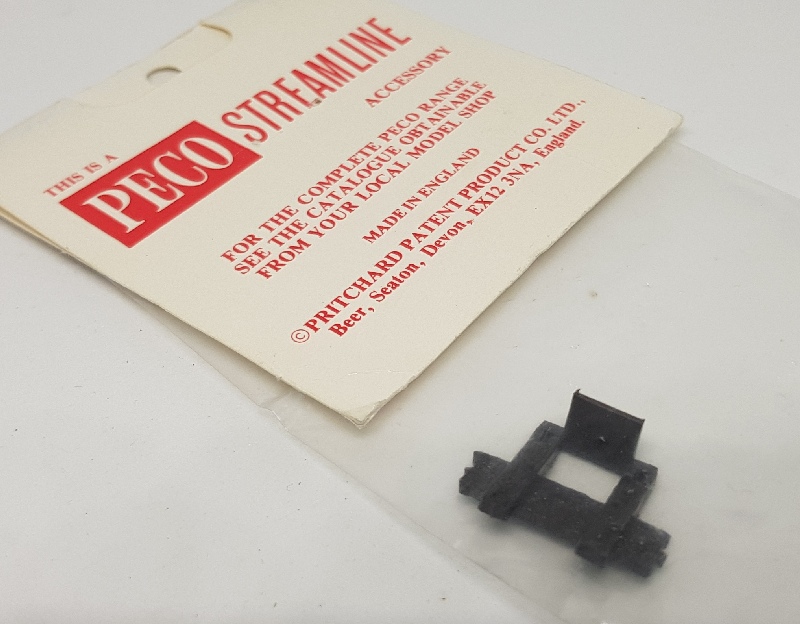 THIS IS A
PECO STREAMLINE
ACCESSORY
FOR THE COMPLETE PECO RANGE
SEE THE CATALOGUE OBTAINABLE
FROM YOUR LOCAL MODEL SHOP
MADE IN ENGLAND
©PRITCHARD PATENT PRODUCT CO. LTD.,
Beer, Seaton, Devon, EX12 3NA, England.